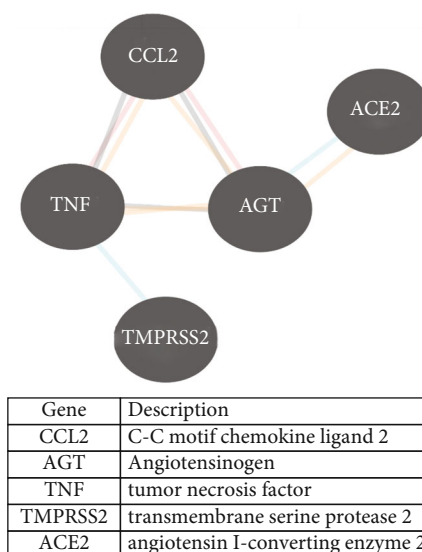 CCL2
ACE2
TNF
AGT
TMPRSS2
Gene Description
CCL2 C-C motif chemokine ligand 2
AGT Angiotensinogen
TNF tumor necrosis factor
TMPRSS2 transmembrane serine protease 2
ACE2 angiotensin I-converting enzyme 2